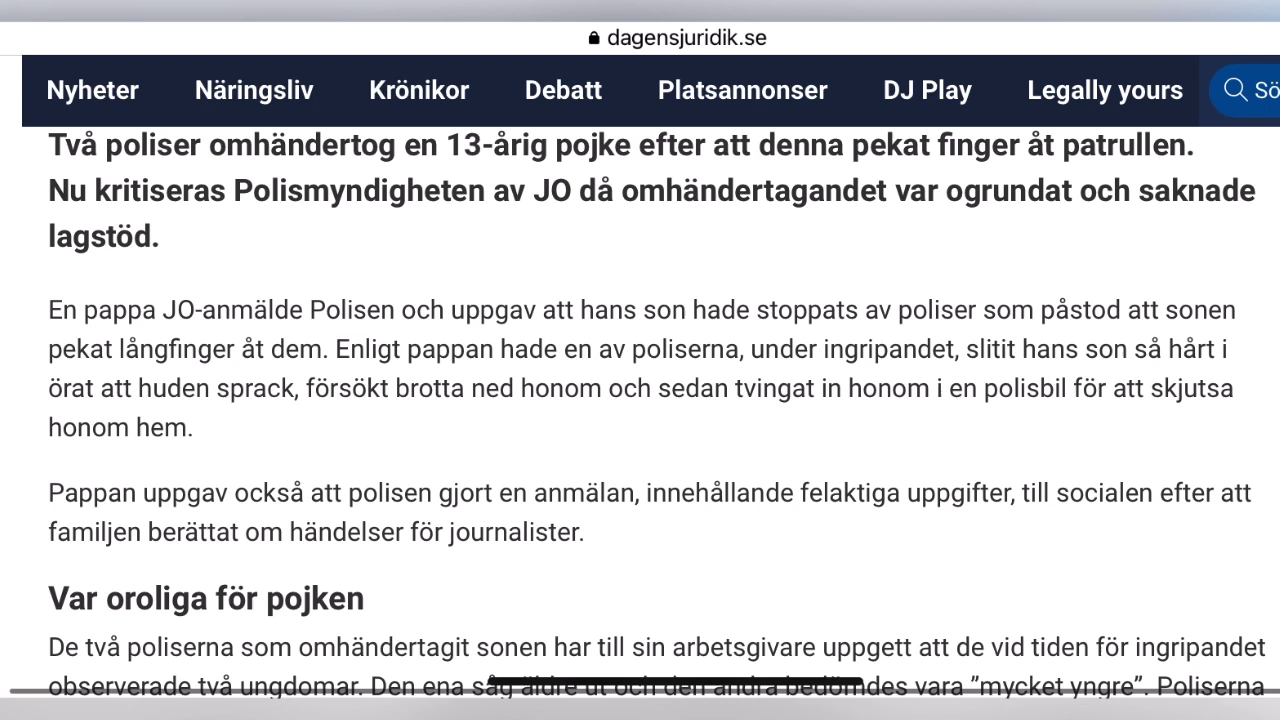 dagensjuridik.se
Nyheter Näringsliv Krönikor Debatt Platsannonser DJ Play Legally yours Sö
Två poliser omhändertog en 13-årig pojke efter att denna pekat finger åt patrullen.
Nu kritiseras Polismyndigheten av JO då omhändertagandet var ogrundat och saknade
lagstöd.
En pappa JO-anmälde Polisen och uppgav att hans son hade stoppats av poliser som påstod att sonen
pekat långfinger åt dem. Enligt pappan hade en av poliserna, under ingripandet, slitit hans son så hårt i
örat att huden sprack, försökt brotta ned honom och sedan tvingat in honom i en polisbil för att skjutsa
honom hem.
Pappan uppgav också att polisen gjort en anmälan, innehållande felaktiga uppgifter, till socialen efter att
familjen berättat om händelser för journalister.
Var oroliga för pojken
De två poliserna som omhändertagit sonen har till sin arbetsgivare uppgett att de vid tiden för ingripandet
observerade två ungdomar. Den ena såg äldre ut och den andra bedömdes vara ”mycket yngre”. Poliserna